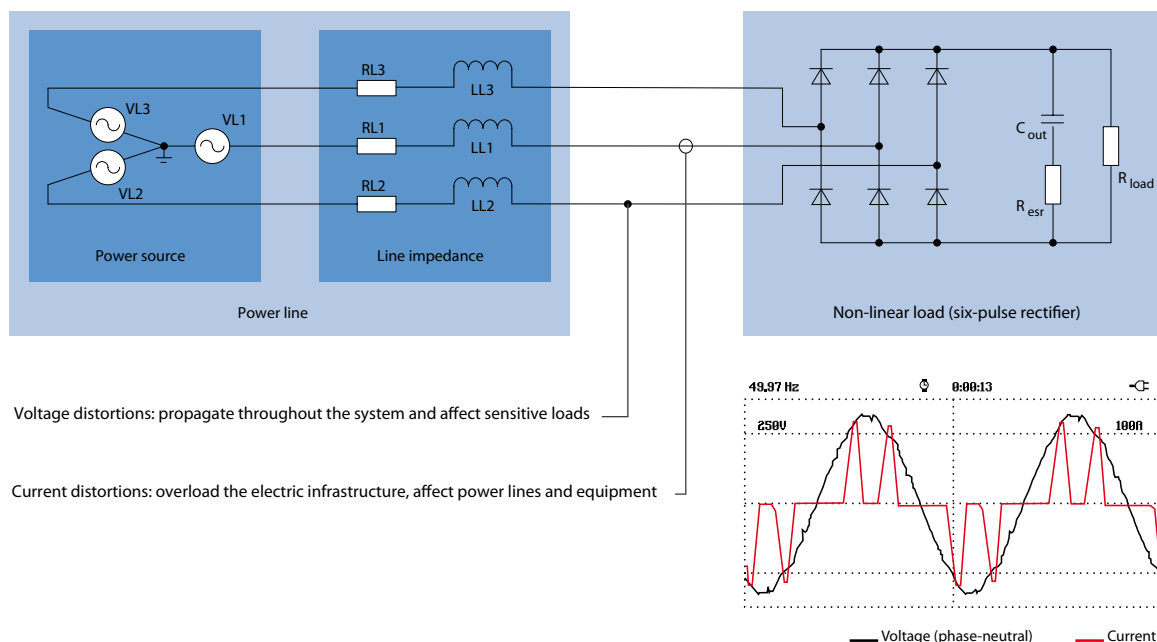 RL3
LL3
VL3
VL1
RL1
LL1
VL2
RL2
LL2
Power source
Line impedance
Power line
C out
R esr
R load
Non-linear load (six-pulse rectifier)
Voltage distortions: propagate throughout the system and affect sensitive loads
Current distortions: overload the electric infrastructure, affect power lines and equipment
49.97 Hz
0:00:13
250V
100A
Voltage (phase-neutral)
Current